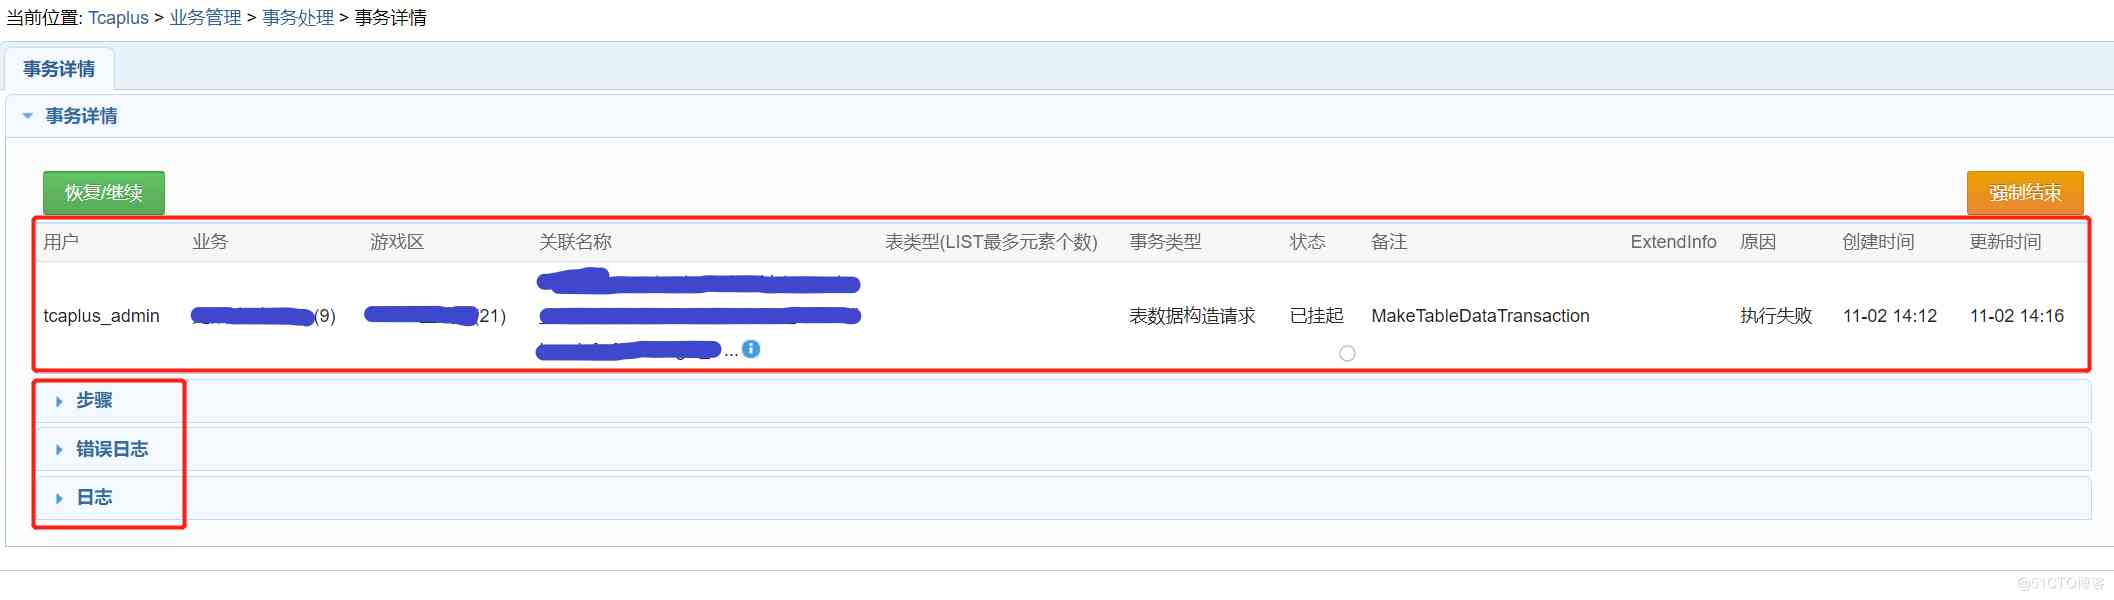 当前位置: Tcaplus > 业务管理 > 事务处理 > 事务详情
事务详情
事务详情
恢复/继续 强制结束
用户 业务 游戏区 关联名称 表类型(LIST最多元素个数) 事务类型 状态 备注 ExtendInfo 原因 创建时间 更新时间
tcaplus_admin (9) (21) 表数据构造请求 已挂起 MakeTableDataTransaction 执行失败 11-02 14:12 11-02 14:16
...
步骤
错误日志
日志
@51CTO博客